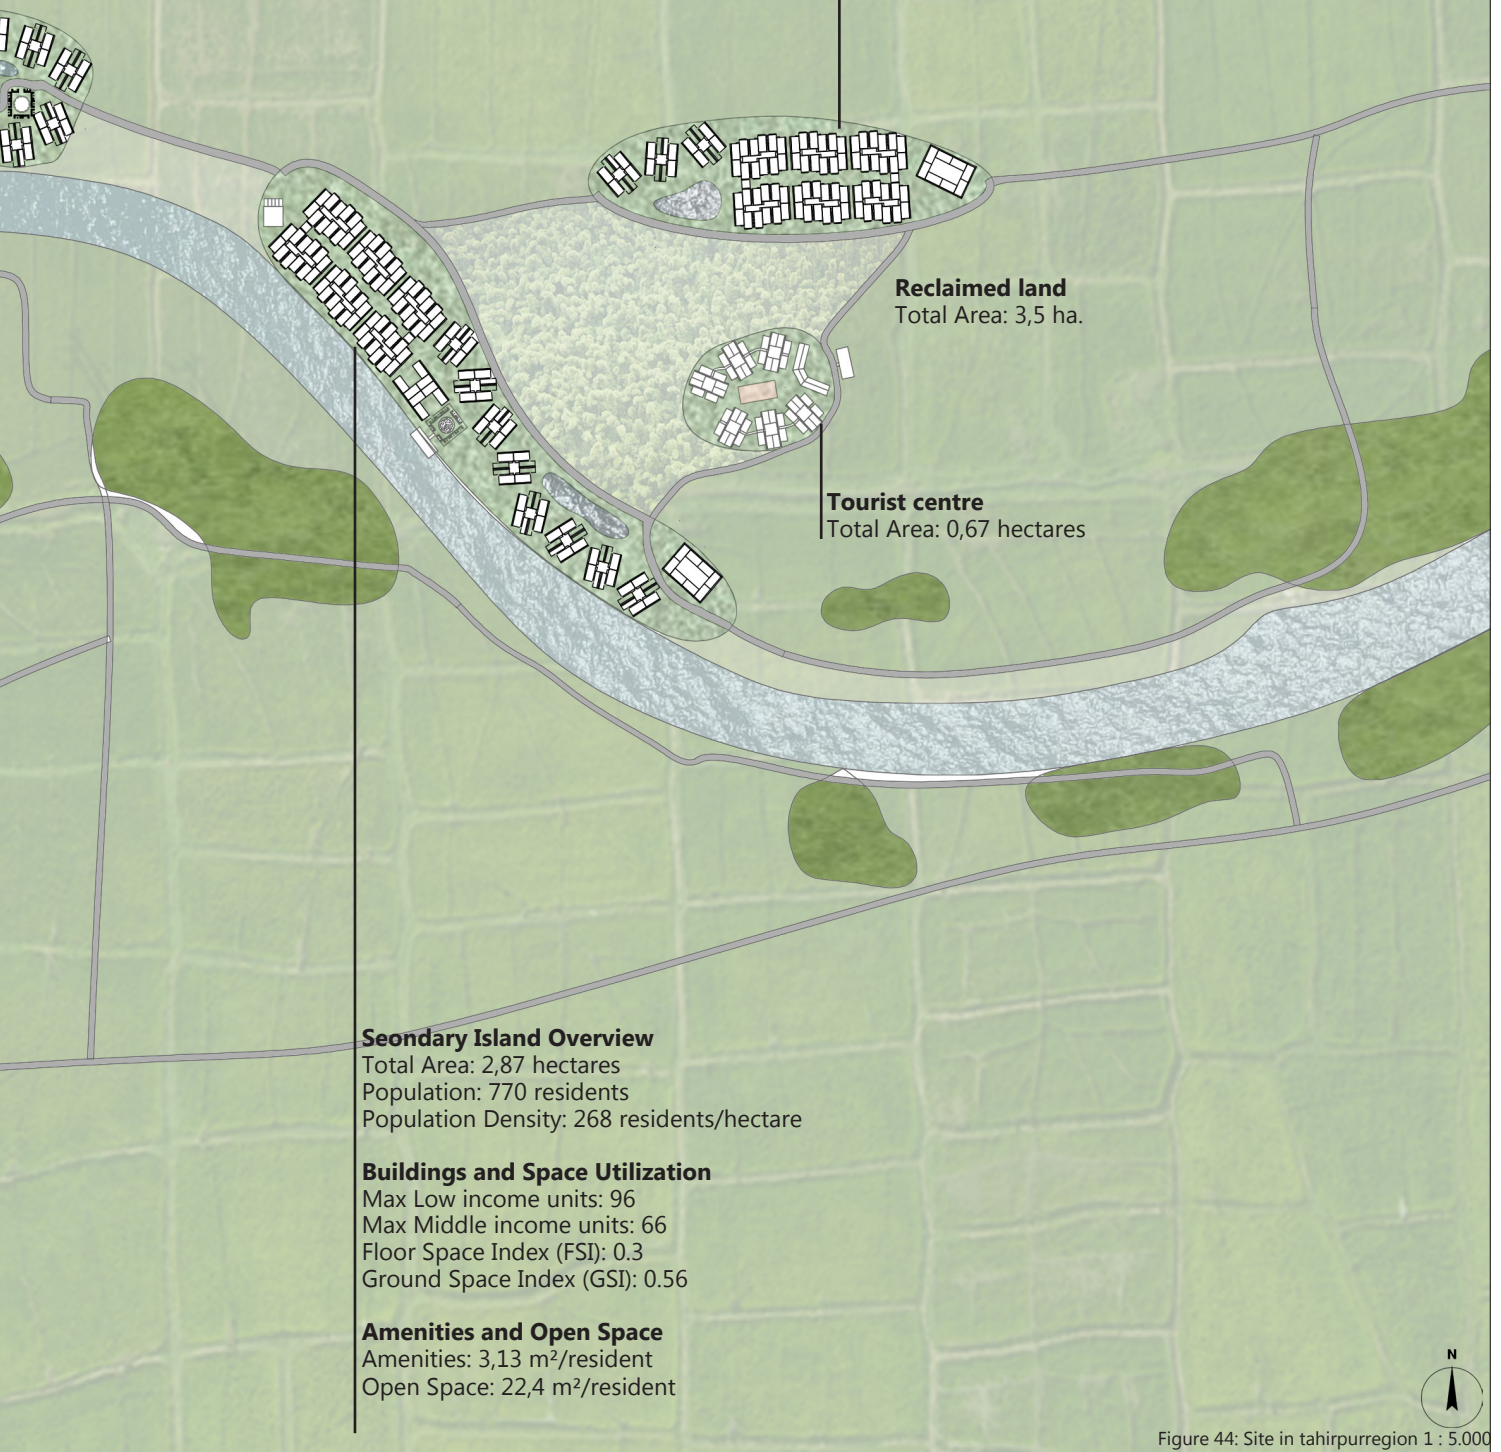 Reclaimed land
Total Area: 3,5 ha.
Tourist centre
Total Area: 0,67 hectares
Seondary Island Overview
Total Area: 2,87 hectares
Population: 770 residents
Population Density: 268 residents/hectare
Buildings and Space Utilization
Max Low income units: 96
Max Middle income units: 66
Floor Space Index (FSI): 0.3
Ground Space Index (GSI): 0.56
Amenities and Open Space
Amenities: 3,13 m²/resident
Open Space: 22,4 m²/resident
N
Figure 44: Site in tahirpurregion 1 : 5.000